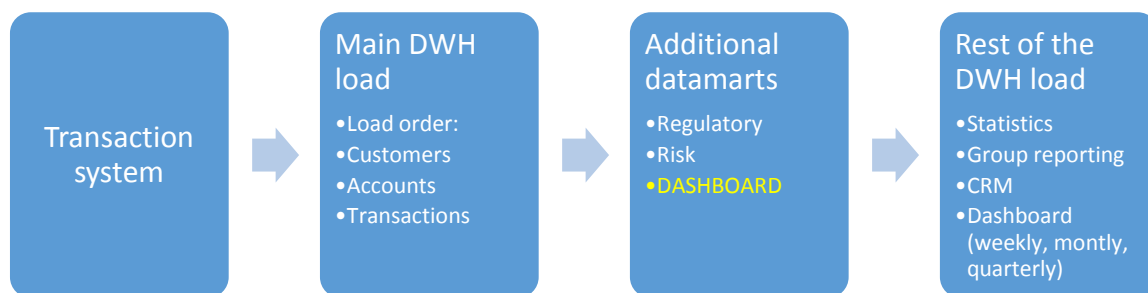 Transaction
system
Main DWH
load
•Load order:
•Customers
•Accounts
•Transactions
Additional
datamarts
•Regulatory
•Risk
•DASHBOARD
Rest of the
DWH load
•Statistics
•Group reporting
•CRM
•Dashboard
(weekly, montly,
quarterly)